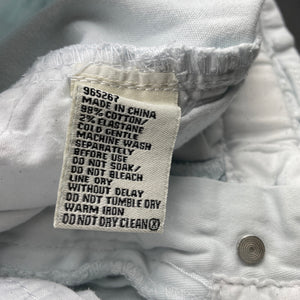 965267
MADE IN CHINA
98% COTTON/
2% ELASTANE
COLD GENTLE
MACHINE WASH
SEPARATELY
BEFORE USE
DO NOT SOAK/
DO NOT BLEACH
LINE DRY
WITHOUT DELAY
DO NOT TUMBLE DRY
WARM IRON
DO NOT DRY CLEAN